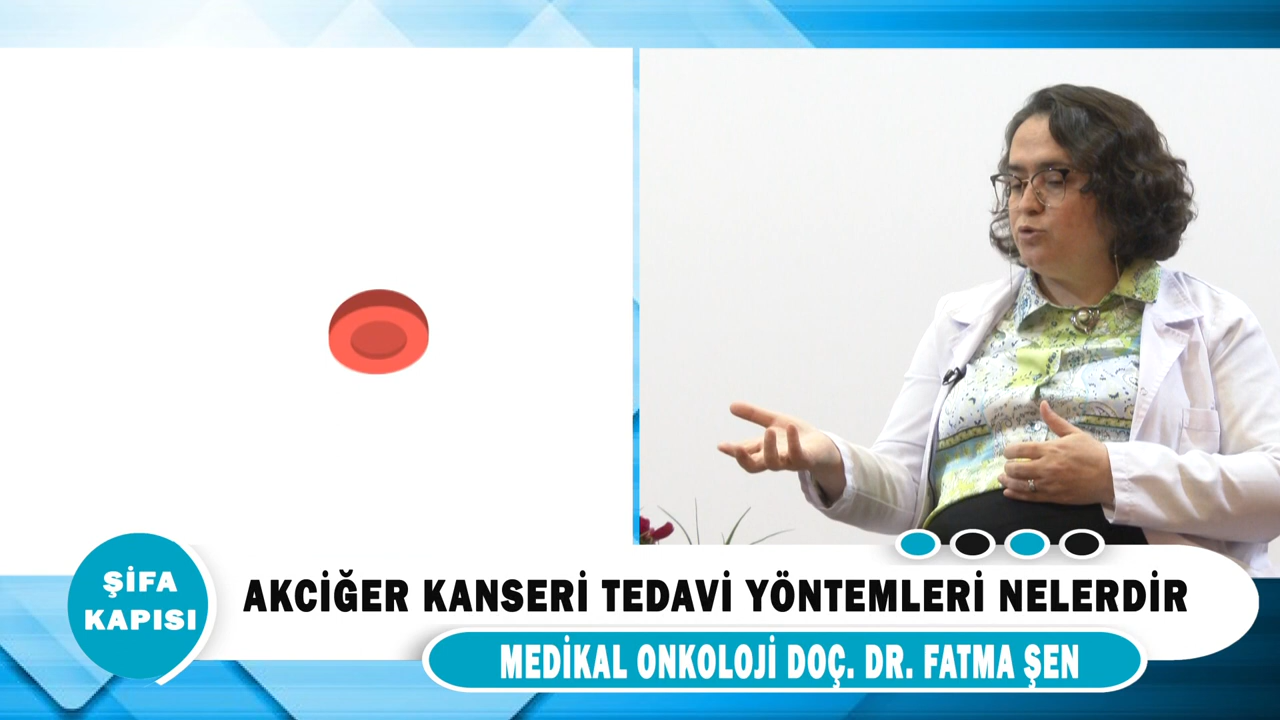 ŞİFA
KAPISI
AKCİĞER KANSERİ TEDAVİ YÖNTEMLERİ NELERDİR
MEDİKAL ONKOLOJİ DOÇ. DR. FATMA ŞEN